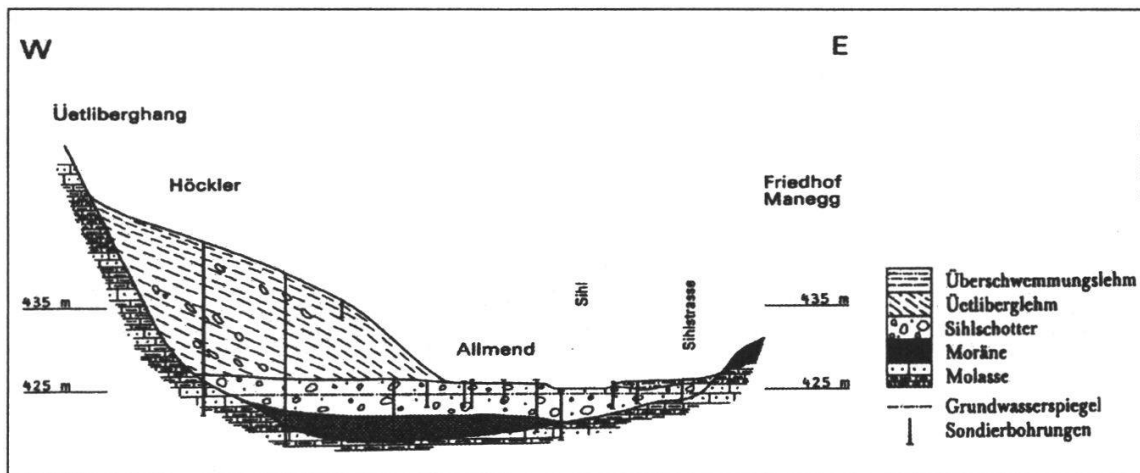 W
E
Üetliberghang
Höckler
Friedhof
Manegg
435 m
Sihl
Sihlstrasse
435 m
Allmend
425 m
425 m
Überschwemmungslehm
Üetliberglehm
Sihlschotter
Moräne
Molasse
Grundwasserspiegel
Sondierbohrungen